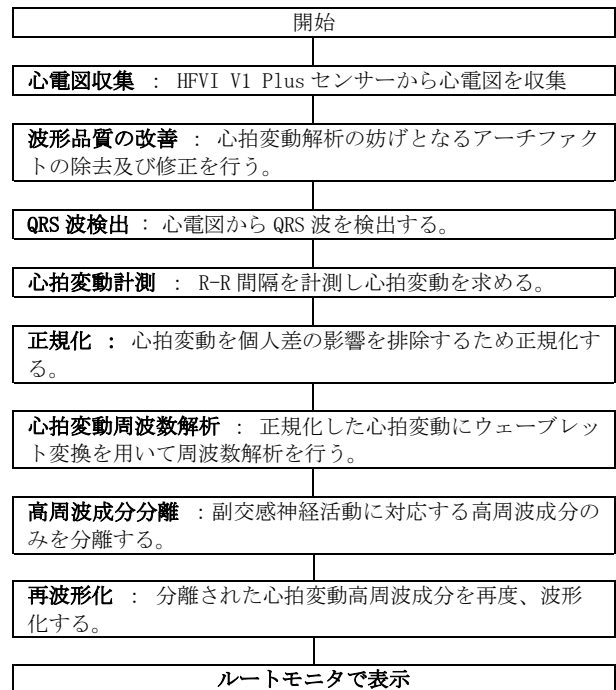 開始
心電図収集 : HFVI V1 Plus センサーから心電図を収集
波形品質の改善 : 心拍変動解析の妨げとなるアーチファク
トの除去及び修正を行う。
QRS 波検出 : 心電図から QRS 波を検出する。
心拍変動計測 : R-R 間隔を計測し心拍変動を求める。
正規化 : 心拍変動を個人差の影響を排除するため正規化す
る。
心拍変動周波数解析 : 正規化した心拍変動にウェーブレッ
ト変換を用いて周波数解析を行う。
高周波成分分離 : 副交感神経活動に対応する高周波成分の
みを分離する。
再波形化 : 分離された心拍変動高周波成分を再度、波形
化する。
ルートモニタで表示